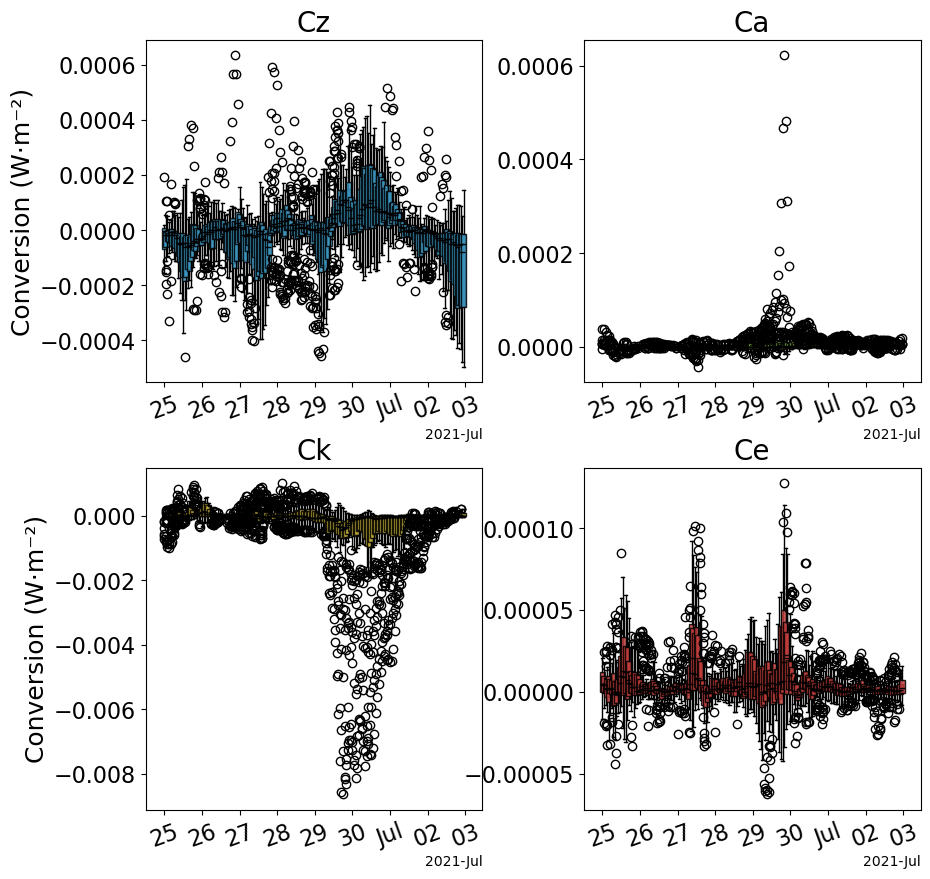 Cz
Conversion (W·m⁻²)
0.0006
0.0004
0.0002
0.0000
−0.0002
−0.0004
25 26 27 28 29 30 Jul 02 03
2021-Jul
Ca
0.0006
0.0004
0.0002
0.0000
25 26 27 28 29 30 Jul 02 03
2021-Jul
Ck
Conversion (W·m⁻²)
0.000
−0.002
−0.004
−0.006
−0.008
25 26 27 28 29 30 Jul 02 03
2021-Jul
Ce
0.00010
0.00005
0.00000
−0.00005
25 26 27 28 29 30 Jul 02 03
2021-Jul